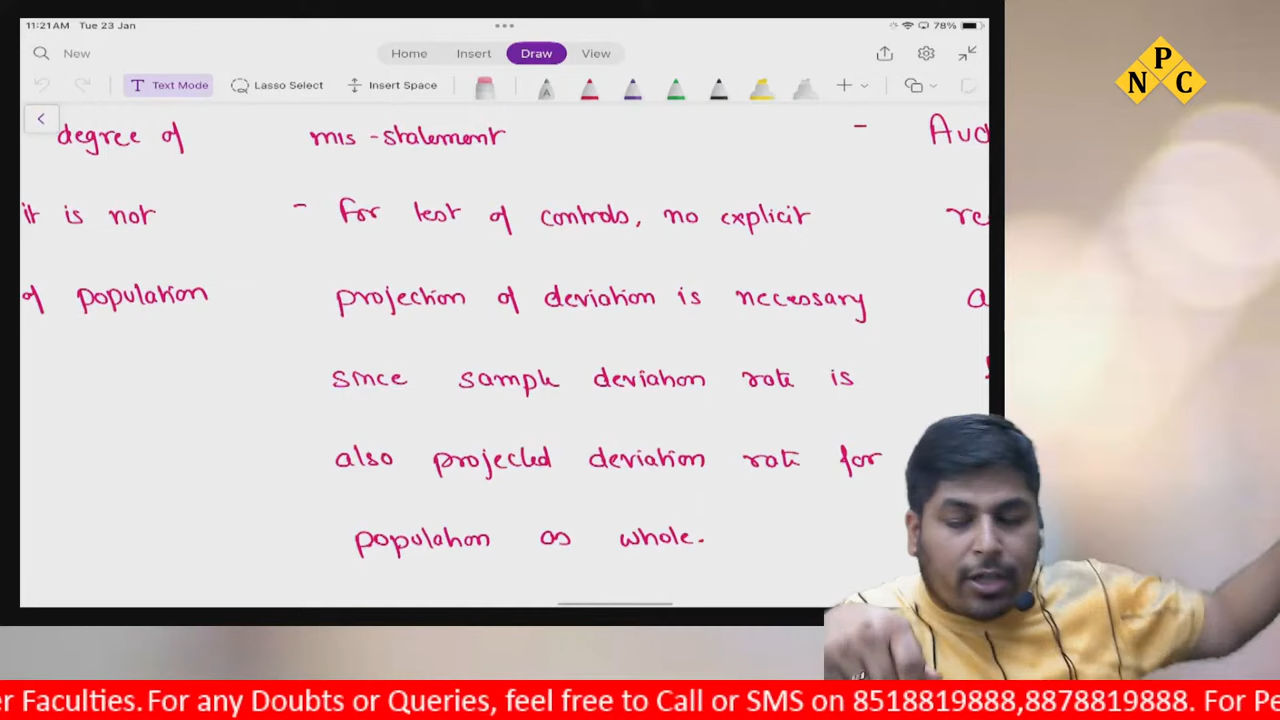 11:21 AM Tue 23 Jan
78%
New
Home Insert Draw View
Text Mode Lasso Select Insert Space
N P C
degree of
mis-statement
- Aud
it is not
- For test of controls, no explicit
re
of population
projection of deviation is necessary
a
since sample deviation rate is
also projected deviation rate for
population as whole.
er Faculties. For any Doubts or Queries, feel free to Call or SMS on 8518819888,8878819888. For Pe